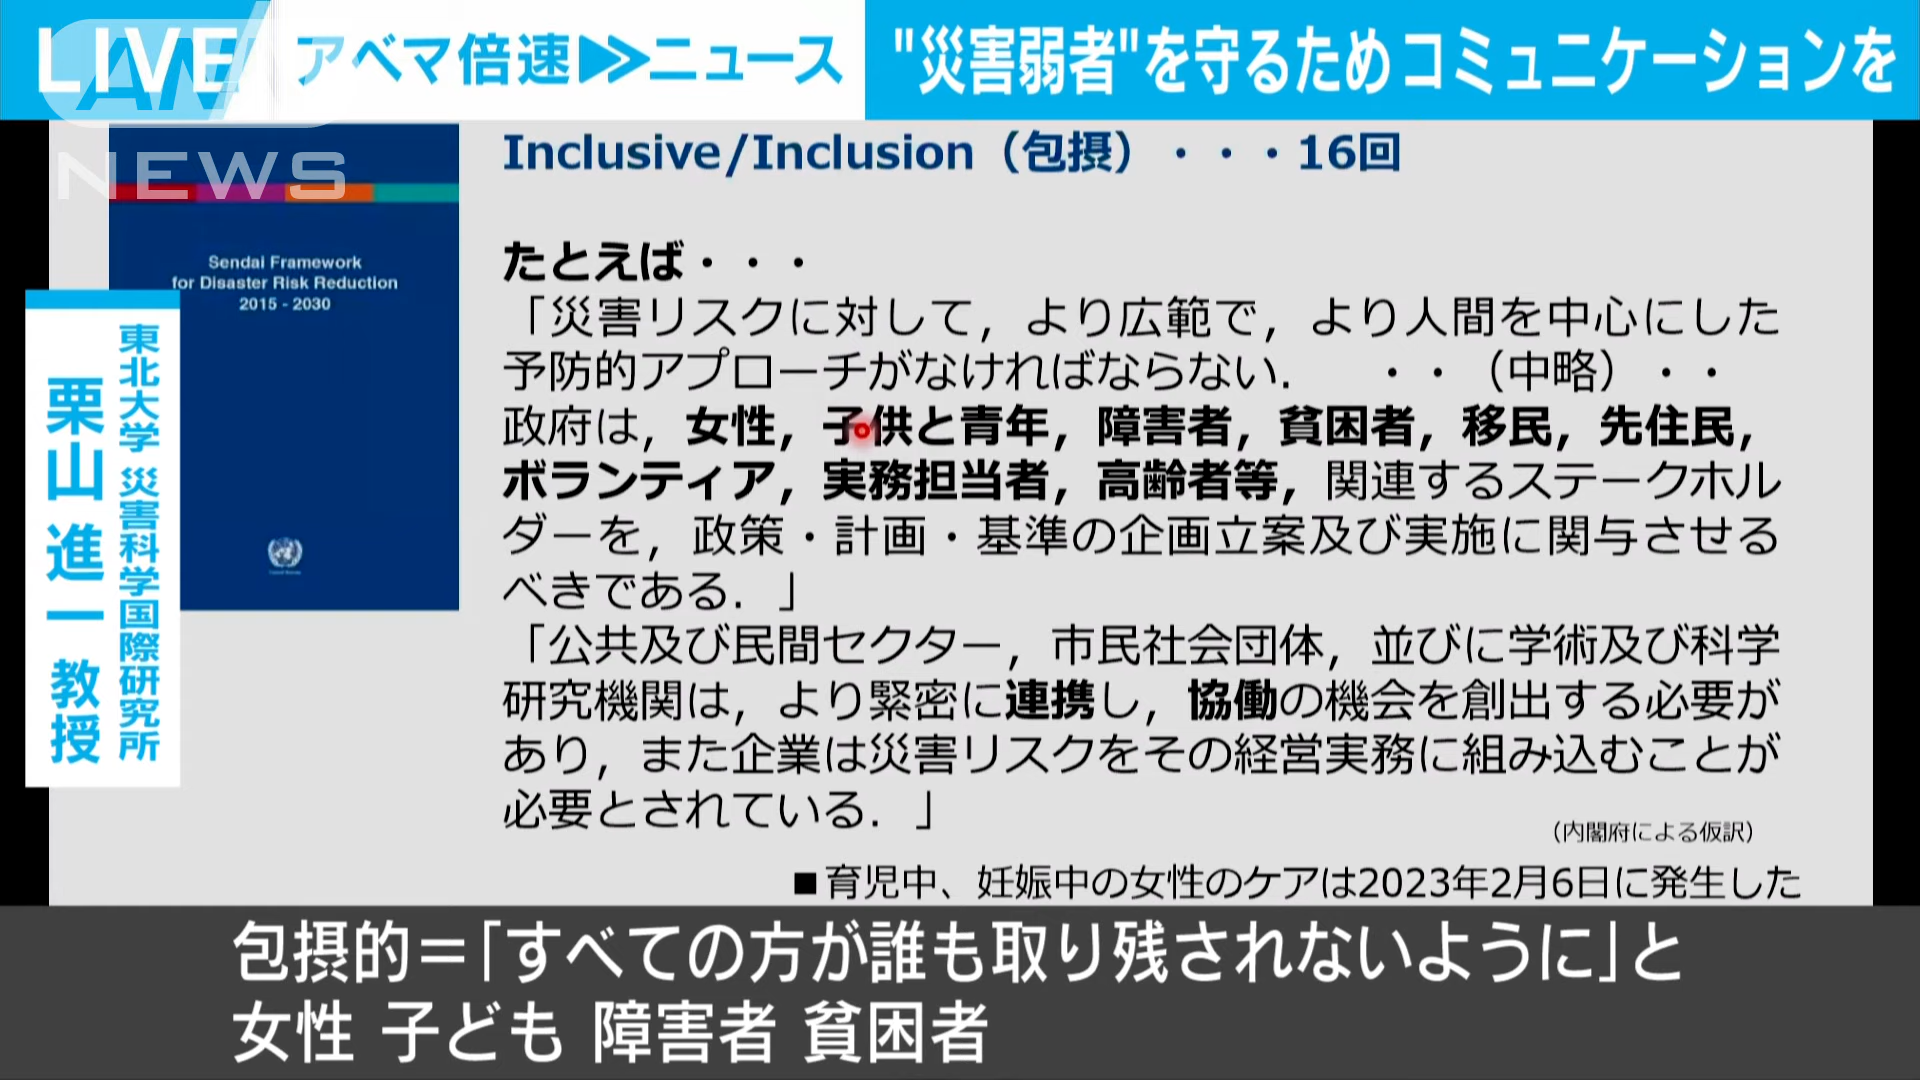 LIVE
ANN
NEWS
アベマ倍速▶≫ニュース
"災害弱者"を守るためコミュニケーションを
Sendai Framework
for Disaster Risk Reduction
2015 - 2030
東北大学 災害科学国際研究所
栗山 進一 教授
Inclusive/Inclusion（包摂）・・・16回
たとえば・・・
「災害リスクに対して，より広範で，より人間を中心にした
予防的アプローチがなければならない．　・・（中略）・・
政府は，女性，子供と青年，障害者，貧困者，移民，先住民，
ボランティア，実務担当者，高齢者等，関連するステークホル
ダーを，政策・計画・基準の企画立案及び実施に関与させる
べきである．」
「公共及び民間セクター，市民社会団体，並びに学術及び科学
研究機関は，より緊密に連携し，協働の機会を創出する必要が
あり，また企業は災害リスクをその経営実務に組み込むことが
必要とされている．」
（内閣府による仮訳）
■育児中、妊娠中の女性のケアは2023年2月6日に発生した
包摂的＝「すべての方が誰も取り残されないように」と
女性 子ども 障害者 貧困者